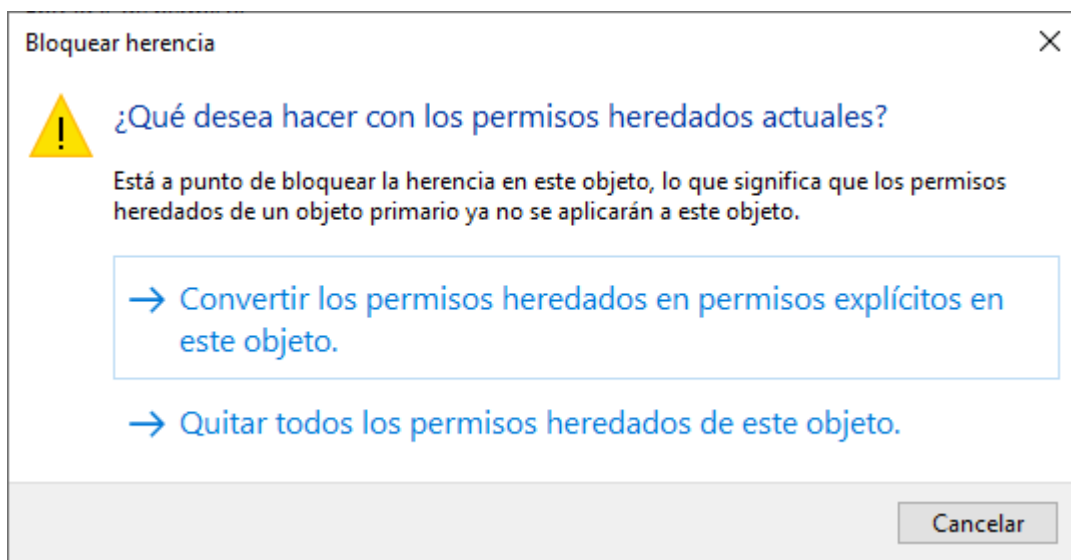 Bloquear herencia
¿Qué desea hacer con los permisos heredados actuales?
Está a punto de bloquear la herencia en este objeto, lo que significa que los permisos
heredados de un objeto primario ya no se aplicarán a este objeto.
Convertir los permisos heredados en permisos explícitos en
este objeto.
Quitar todos los permisos heredados de este objeto.
Cancelar